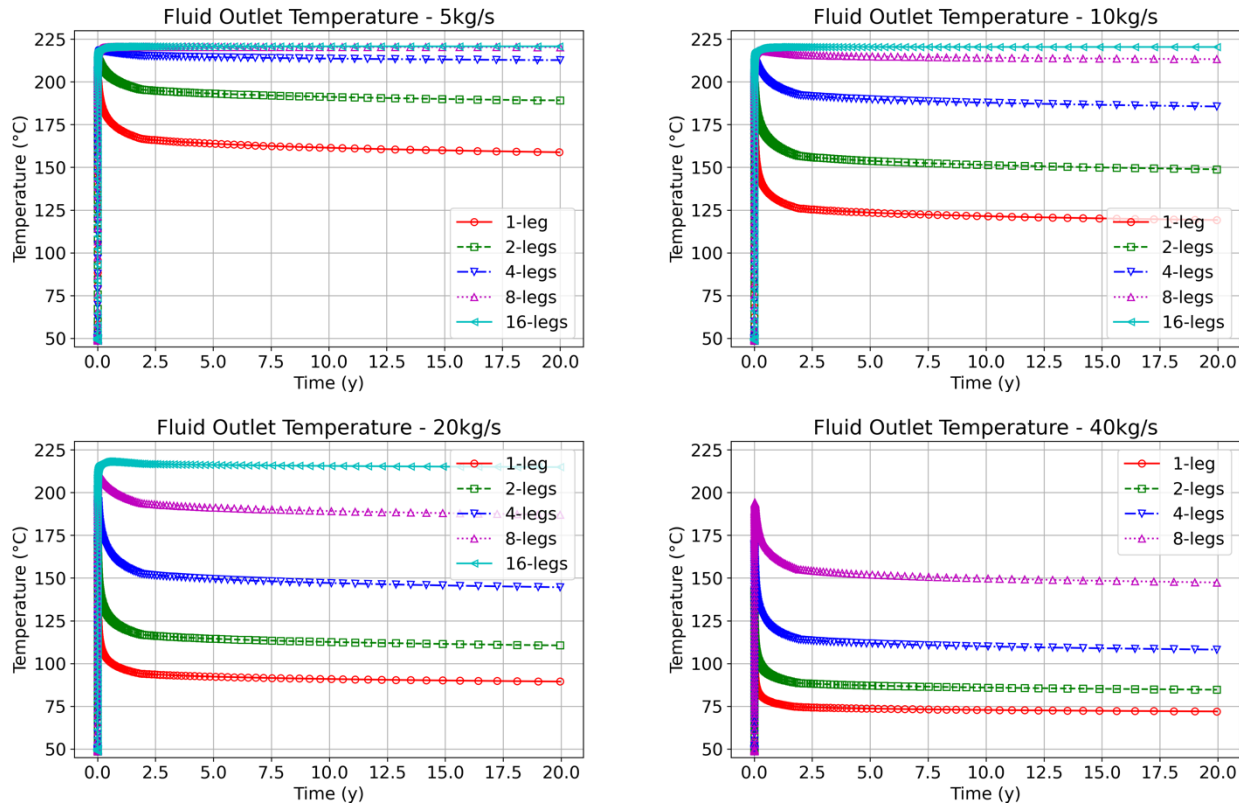 Fluid Outlet Temperature - 5kg/s
Temperature (°C)
225
200
175
150
125
100
75
50
0.0 2.5 5.0 7.5 10.0 12.5 15.0 17.5 20.0
Time (y)
1-leg
2-legs
4-legs
8-legs
16-legs
Fluid Outlet Temperature - 10kg/s
Temperature (°C)
225
200
175
150
125
100
75
50
0.0 2.5 5.0 7.5 10.0 12.5 15.0 17.5 20.0
Time (y)
1-leg
2-legs
4-legs
8-legs
16-legs
Fluid Outlet Temperature - 20kg/s
Temperature (°C)
225
200
175
150
125
100
75
50
0.0 2.5 5.0 7.5 10.0 12.5 15.0 17.5 20.0
Time (y)
1-leg
2-legs
4-legs
8-legs
16-legs
Fluid Outlet Temperature - 40kg/s
Temperature (°C)
225
200
175
150
125
100
75
50
0.0 2.5 5.0 7.5 10.0 12.5 15.0 17.5 20.0
Time (y)
1-leg
2-legs
4-legs
8-legs